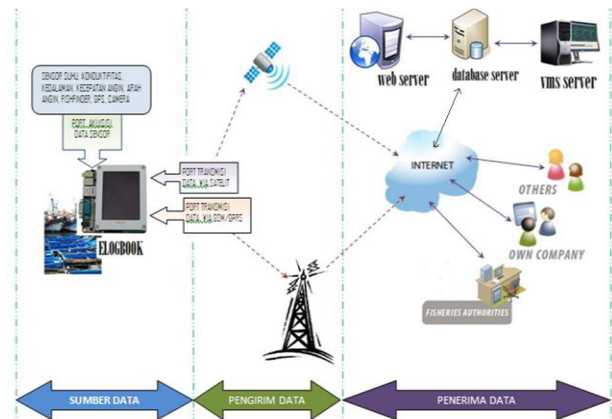 SENSOR SUHU, KONDUKTIFITAS,
KEDALAMAN, KECEPATAN ANGIN, ARAH
ANGIN, FISHFINDER, GPS, CAMERA
PORT AKUISISI
DATA SENSOR
PORT TRANSMISI
DATA VIA SATELIT
PORT TRANSMISI
DATA VIA GSM/GPRS
ELOGBOOK
web server
database server
vms server
INTERNET
OTHERS
OWN COMPANY
FISHERIES AUTHORITIES
SUMBER DATA
PENGIRIM DATA
PENERIMA DATA